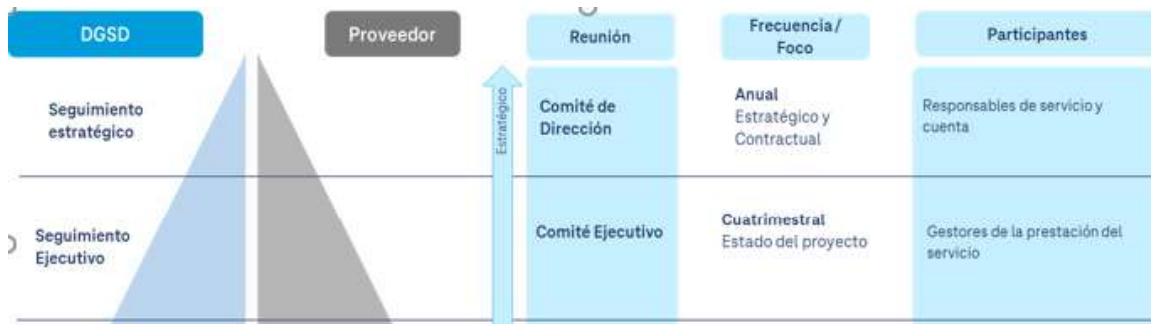 DGSD
Proveedor
Reunión
Frecuencia/
Foco
Participantes
Seguimiento
estratégico
Estratégico
Comité de
Dirección
Anual
Estratégico y
Contractual
Responsables de servicio y
cuenta
Seguimiento
Ejecutivo
Comité Ejecutivo
Cuatrimestral
Estado del proyecto
Gestores de la prestación del
servicio